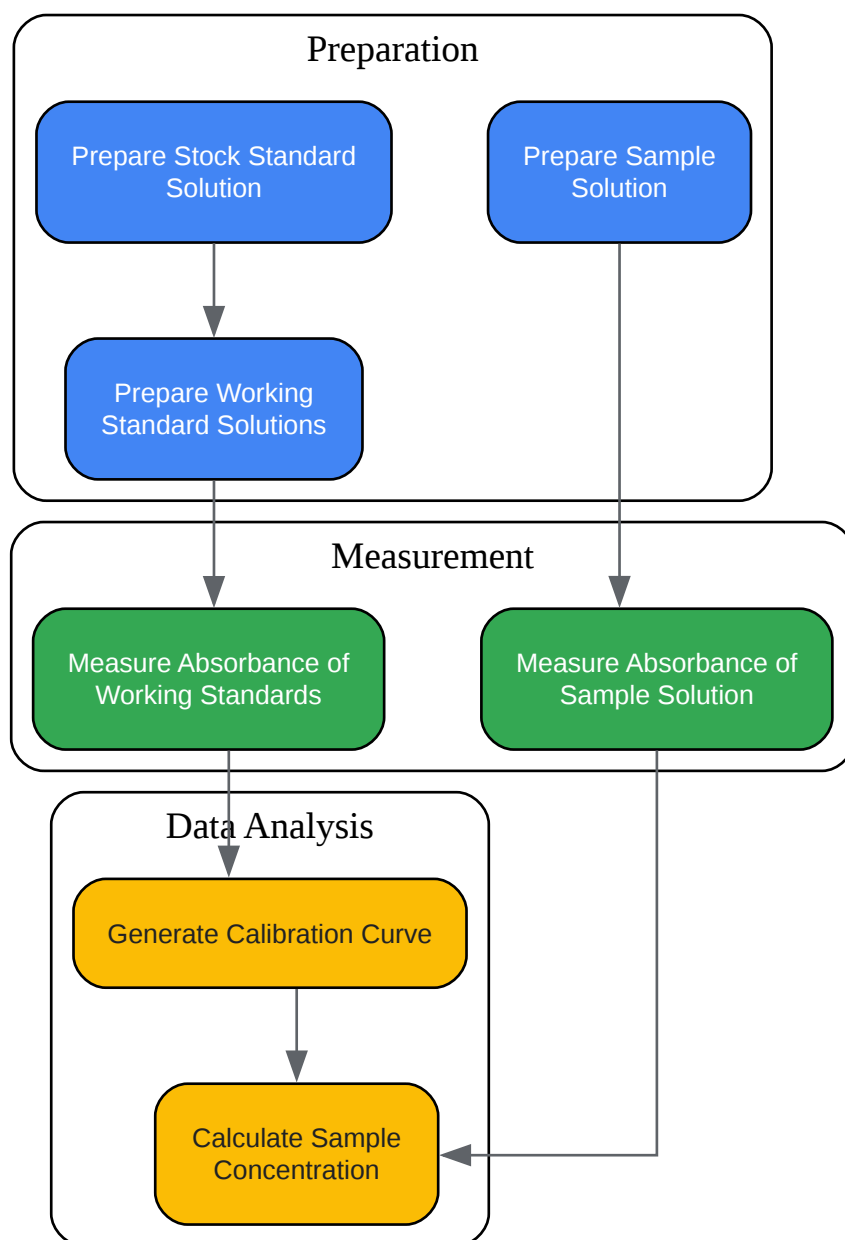 Preparation
Prepare Stock Standard
Solution
Prepare Sample
Solution
Prepare Working
Standard Solutions
Measurement
Measure Absorbance of
Working Standards
Measure Absorbance of
Sample Solution
Data Analysis
Generate Calibration Curve
Calculate Sample
Concentration